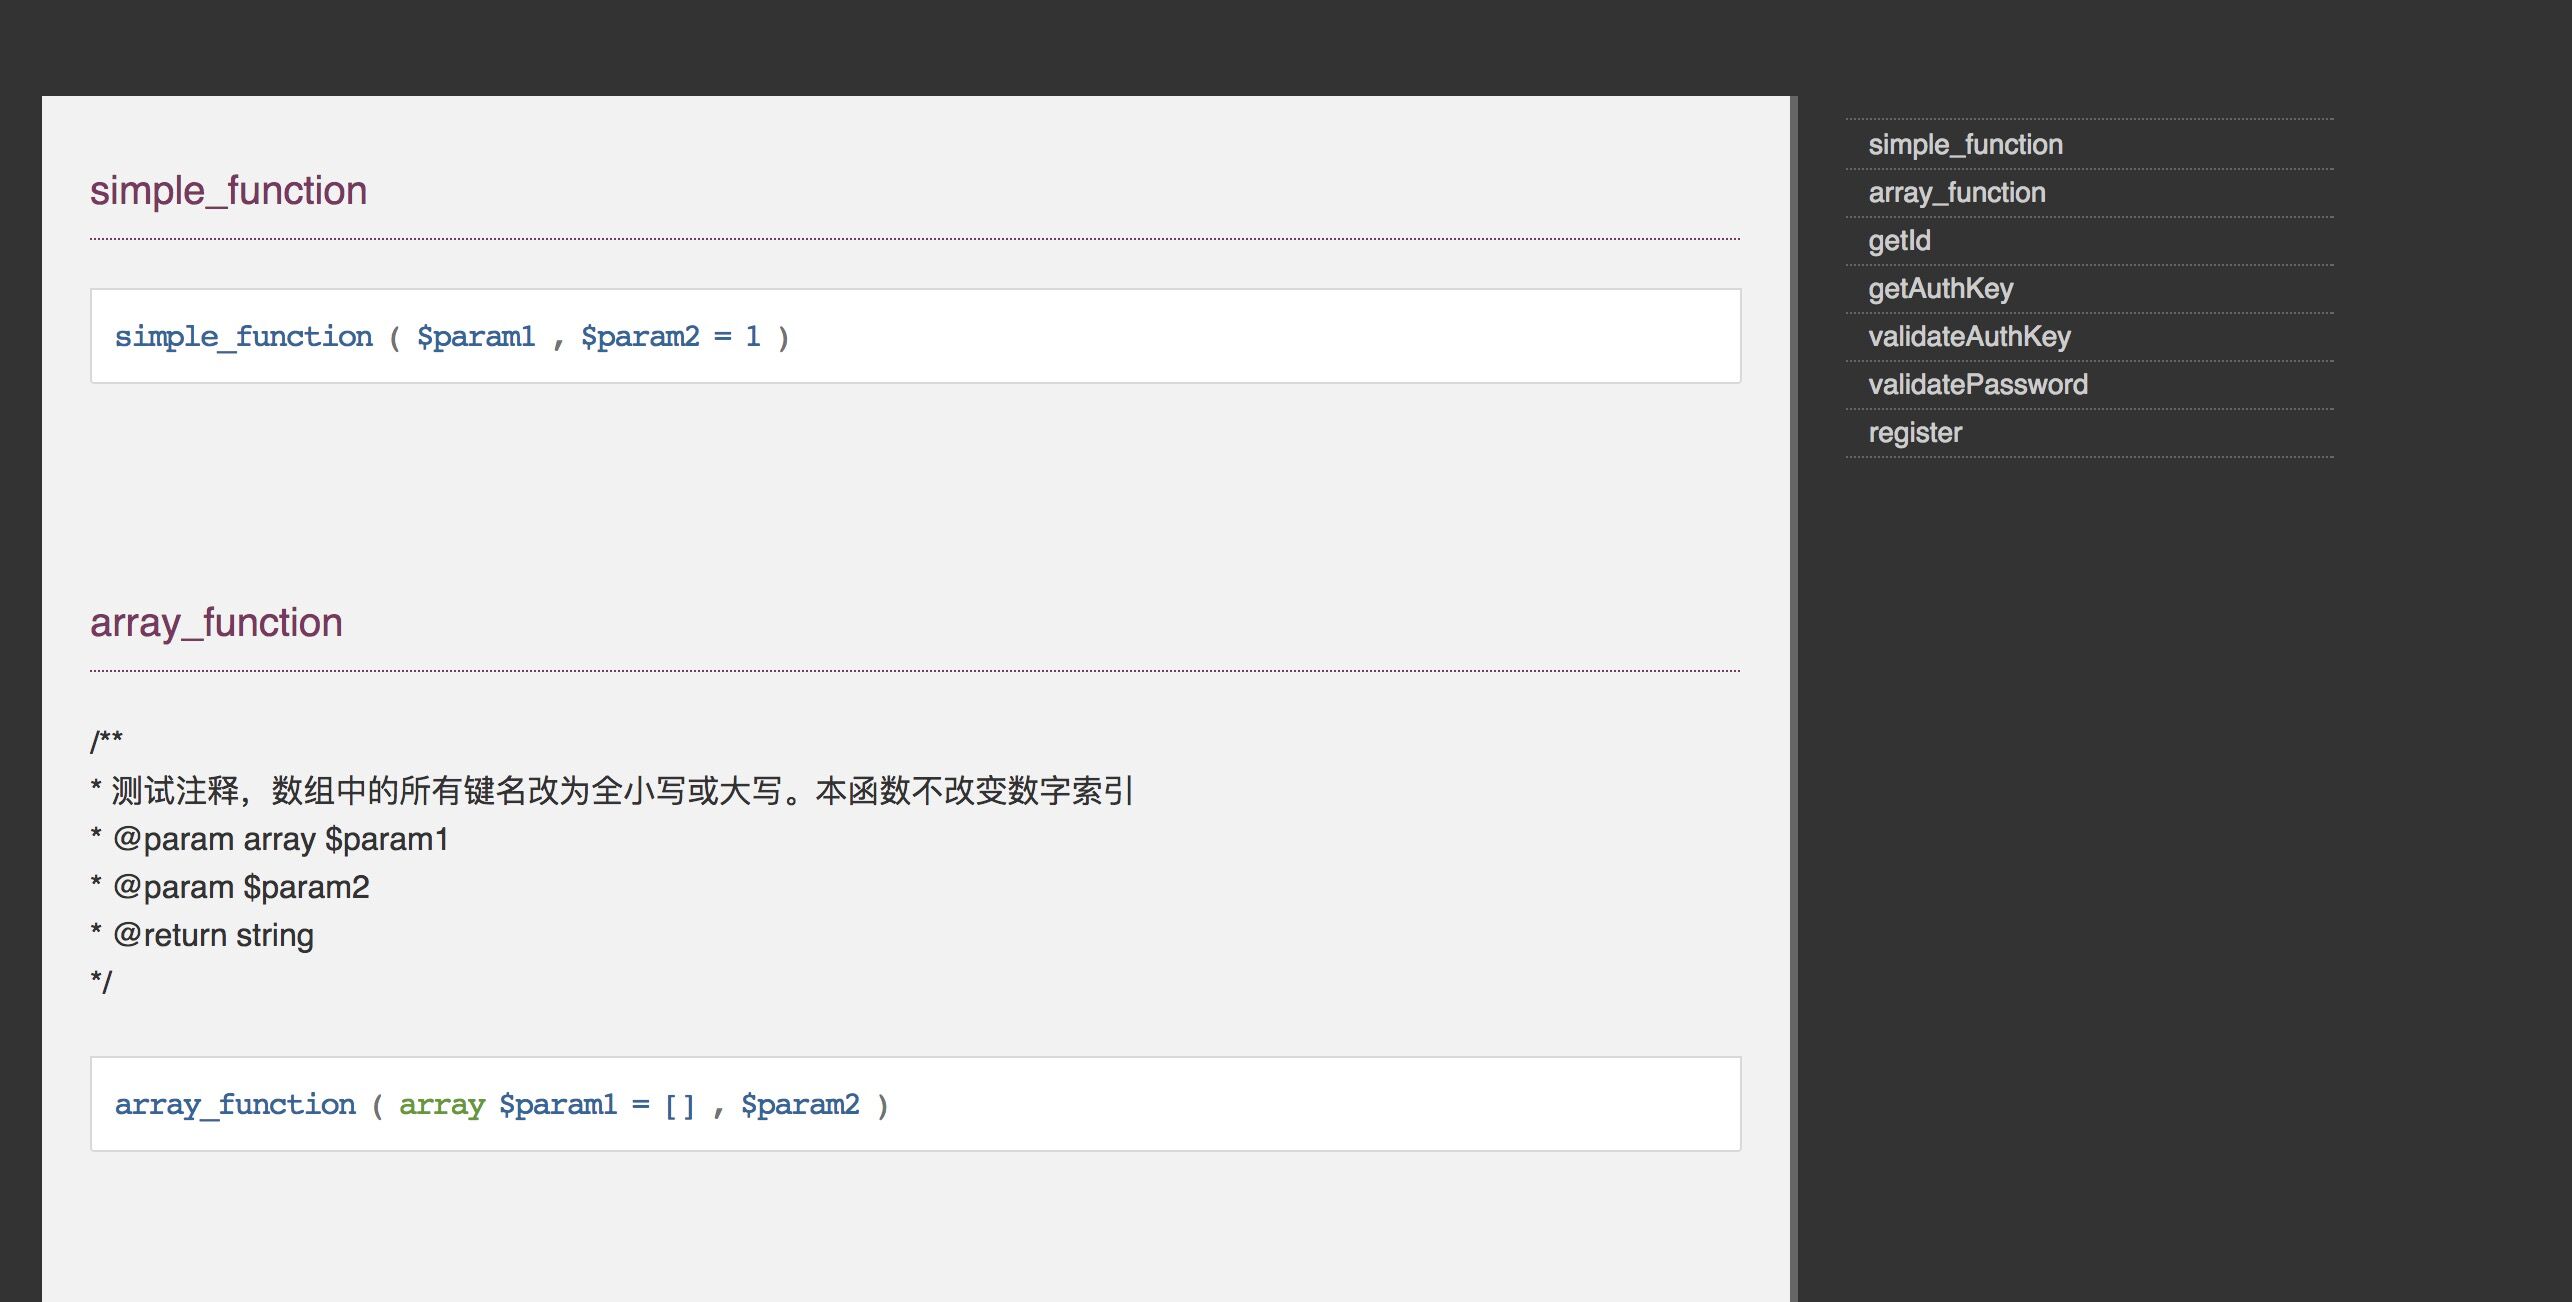 simple_function
simple_function ( $param1 , $param2 = 1 )
array_function
/**
* 测试注释，数组中的所有键名改为全小写或大写。本函数不改变数字索引
* @param array $param1
* @param $param2
* @return string
*/
array_function ( array $param1 = [] , $param2 )
simple_function
array_function
getId
getAuthKey
validateAuthKey
validatePassword
register